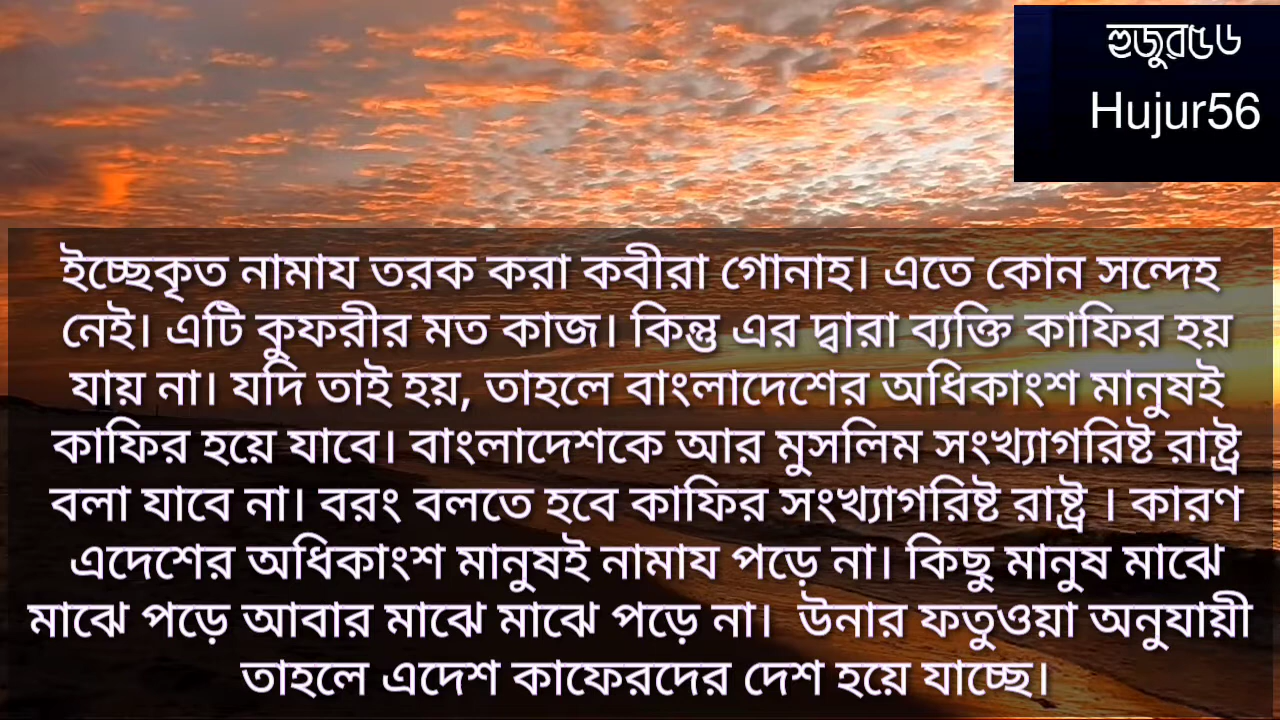 হুজুর৫৬
Hujur56
ইচ্ছেকৃত নামায তরক করা কবীরা গোনাহ। এতে কোন সন্দেহ
নেই। এটি কুফরীর মত কাজ। কিন্তু এর দ্বারা ব্যক্তি কাফির হয়
যায় না। যদি তাই হয়, তাহলে বাংলাদেশের অধিকাংশ মানুষই
কাফির হয়ে যাবে। বাংলাদেশকে আর মুসলিম সংখ্যাগরিষ্ট রাষ্ট্র
বলা যাবে না। বরং বলতে হবে কাফির সংখ্যাগরিষ্ট রাষ্ট্র । কারণ
এদেশের অধিকাংশ মানুষই নামায পড়ে না। কিছু মানুষ মাঝে
মাঝে পড়ে আবার মাঝে মাঝে পড়ে না।  উনার ফতুওয়া অনুযায়ী
তাহলে এদেশ কাফেরদের দেশ হয়ে যাচ্ছে।